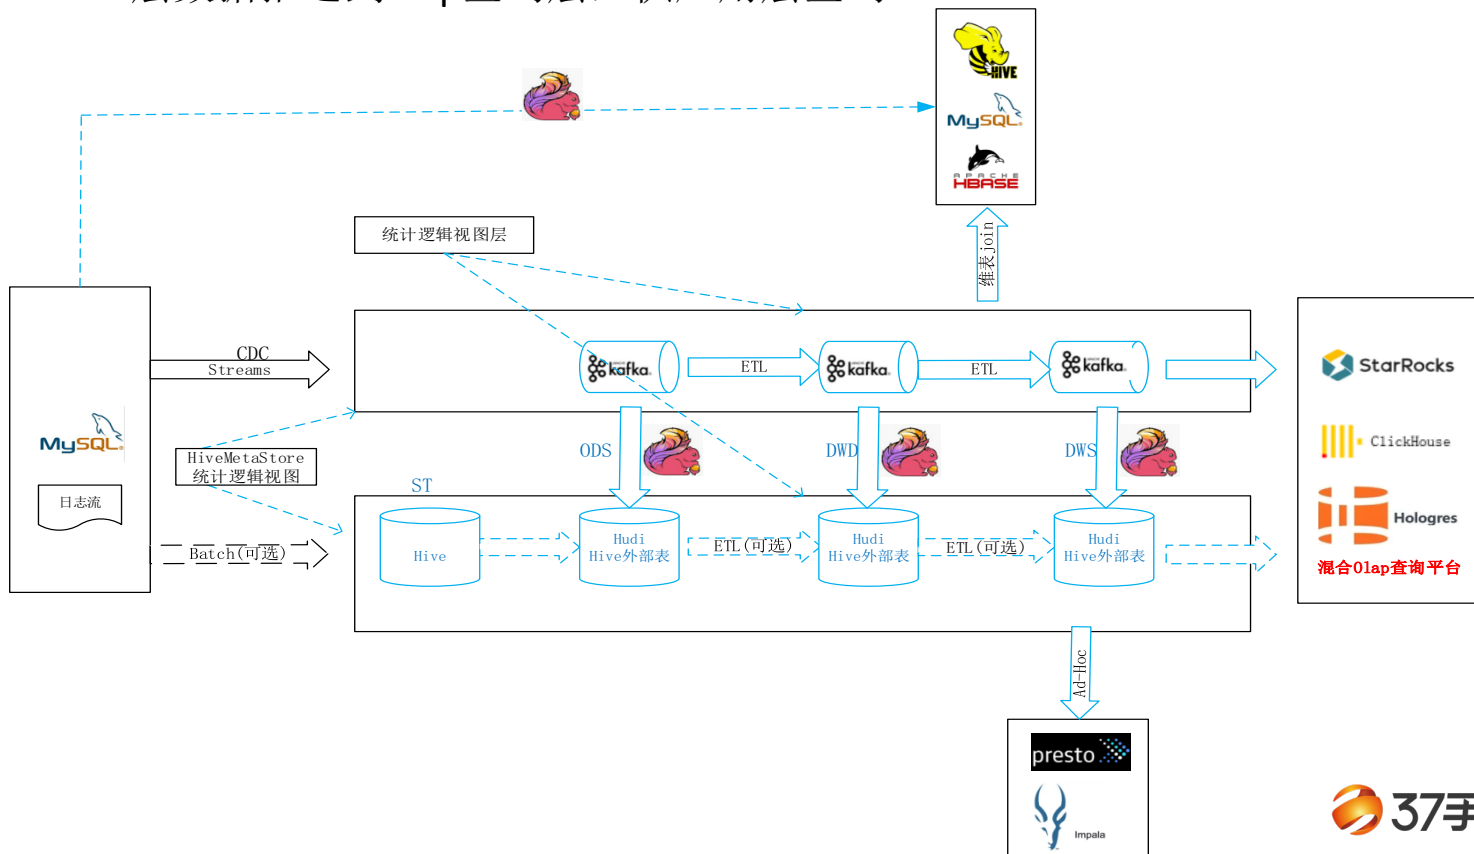 HIVE
MySQL
APACHE
HBASE
统计逻辑视图层
维表join
CDC
Streams
kafka.
ETL
kafka.
ETL
kafka.
StarRocks
ClickHouse
Hologres
混合Olap查询平台
MySQL
日志流
HiveMetaStore
统计逻辑视图
ODS
DWD
DWS
ST
Batch(可选)
Hive
Hudi
Hive外部表
ETL(可选)
Hudi
Hive外部表
ETL(可选)
Hudi
Hive外部表
Ad-Hoc
presto
Impala
37手